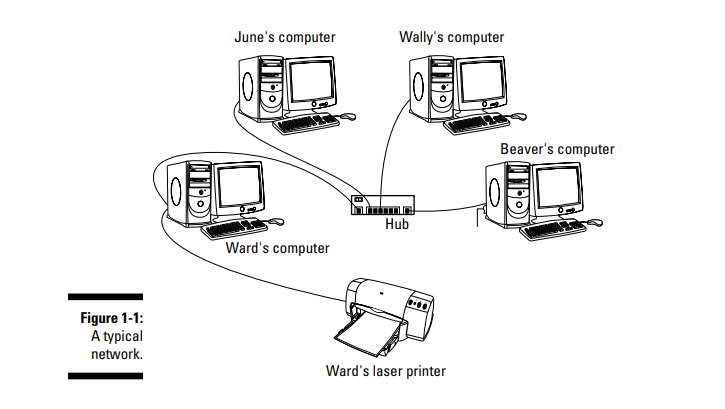 June's computer
Wally's computer
Beaver's computer
Hub
Ward's computer
Figure 1-1:
A typical
network.
Ward's laser printer